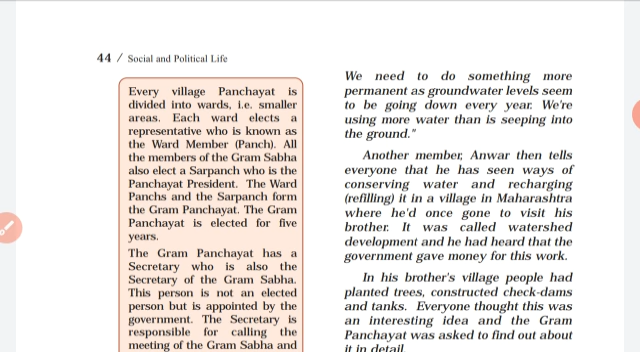 44 / Social and Political Life
Every village Panchayat is
divided into wards, i.e. smaller
areas. Each ward elects a
representative who is known as
the Ward Member (Panch). All
the members of the Gram Sabha
also elect a Sarpanch who is the
Panchayat President. The Ward
Panchs and the Sarpanch form
the Gram Panchayat. The Gram
Panchayat is elected for five
years.
The Gram Panchayat has a
Secretary who is also the
Secretary of the Gram Sabha.
This person is not an elected
person but is appointed by the
government. The Secretary is
responsible for calling the
meeting of the Gram Sabha and
We need to do something more
permanent as groundwater levels seem
to be going down every year. We're
using more water than is seeping into
the ground."
Another member, Anwar then tells
everyone that he has seen ways of
conserving water and recharging
(refilling) it in a village in Maharashtra
where he'd once gone to visit his
brother. It was called watershed
development and he had heard that the
government gave money for this work.
In his brother's village people had
planted trees, constructed check-dams
and tanks. Everyone thought this was
an interesting idea and the Gram
Panchayat was asked to find out about
it in detail.